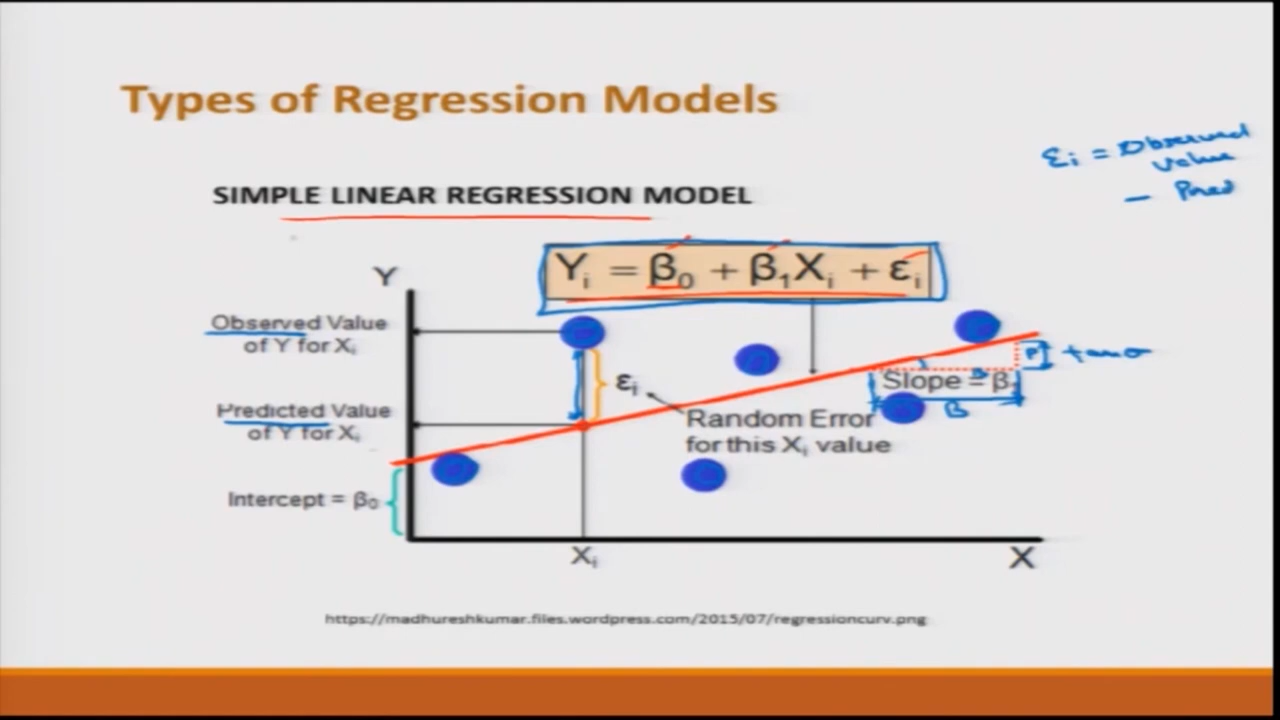 Types of Regression Models
εi = Observed
Value
— Pred
SIMPLE LINEAR REGRESSION MODEL
Yi = β0 + β1Xi + εi
Y
Observed Value
of Y for Xi
εi
tanσ
Slope = β1
B
Predicted Value
of Y for Xi
Random Error
for this Xi value
Intercept = β0
Xi
X
https://madhureshkumar.files.wordpress.com/2015/07/regressioncurv.png